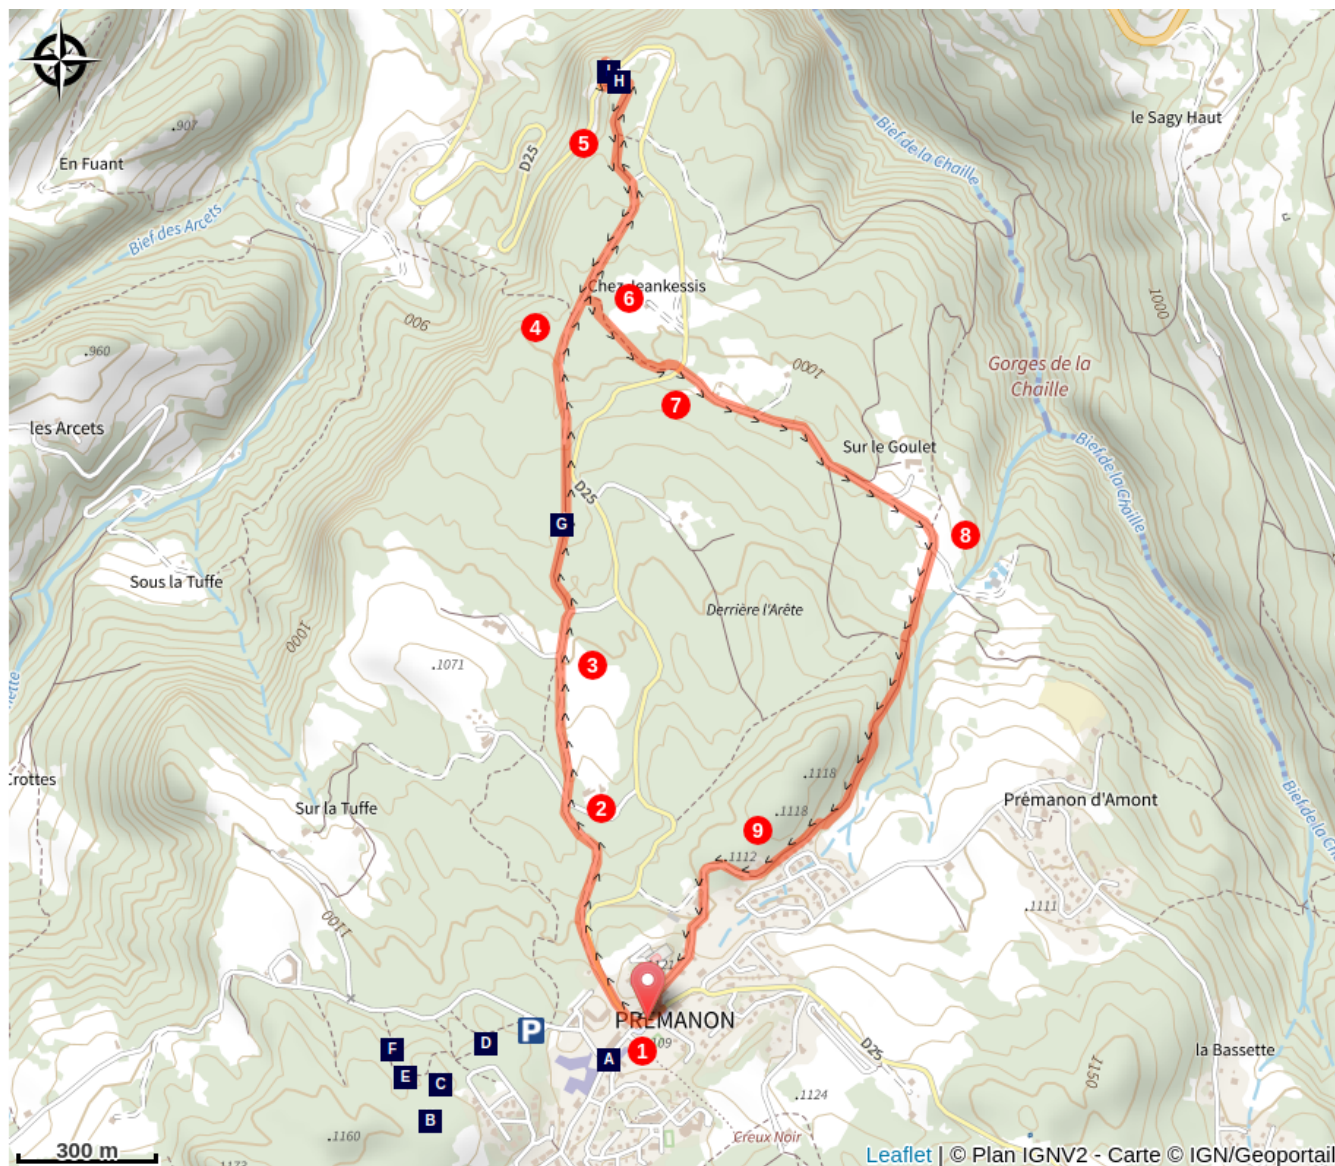 le Sagy Haut
.907
En Fuant
D25
Bief de la Chaille
H
5
Bief des Arcets
Chez Jeankessis
6
1000
900
4
.960
Gorges de la
Chaille
1000
7
les Arcets
Sur le Goulet
Bief de la Chaille
D25
G
8
Sous la Tuffe
Derrière l'Arête
1000
.1071
3
.1118
Crottes
Sur la Tuffe
2
.1118
Prémanon d'Amont
9
.1112
.1111
1100
PRÉMANON
P
D25
F
D
A
1
la Bassette
E
C
1150
B
.1124
.1160
Creux Noir
300 m
Leaflet | © Plan IGNV2 - Carte © IGN/Geoportail